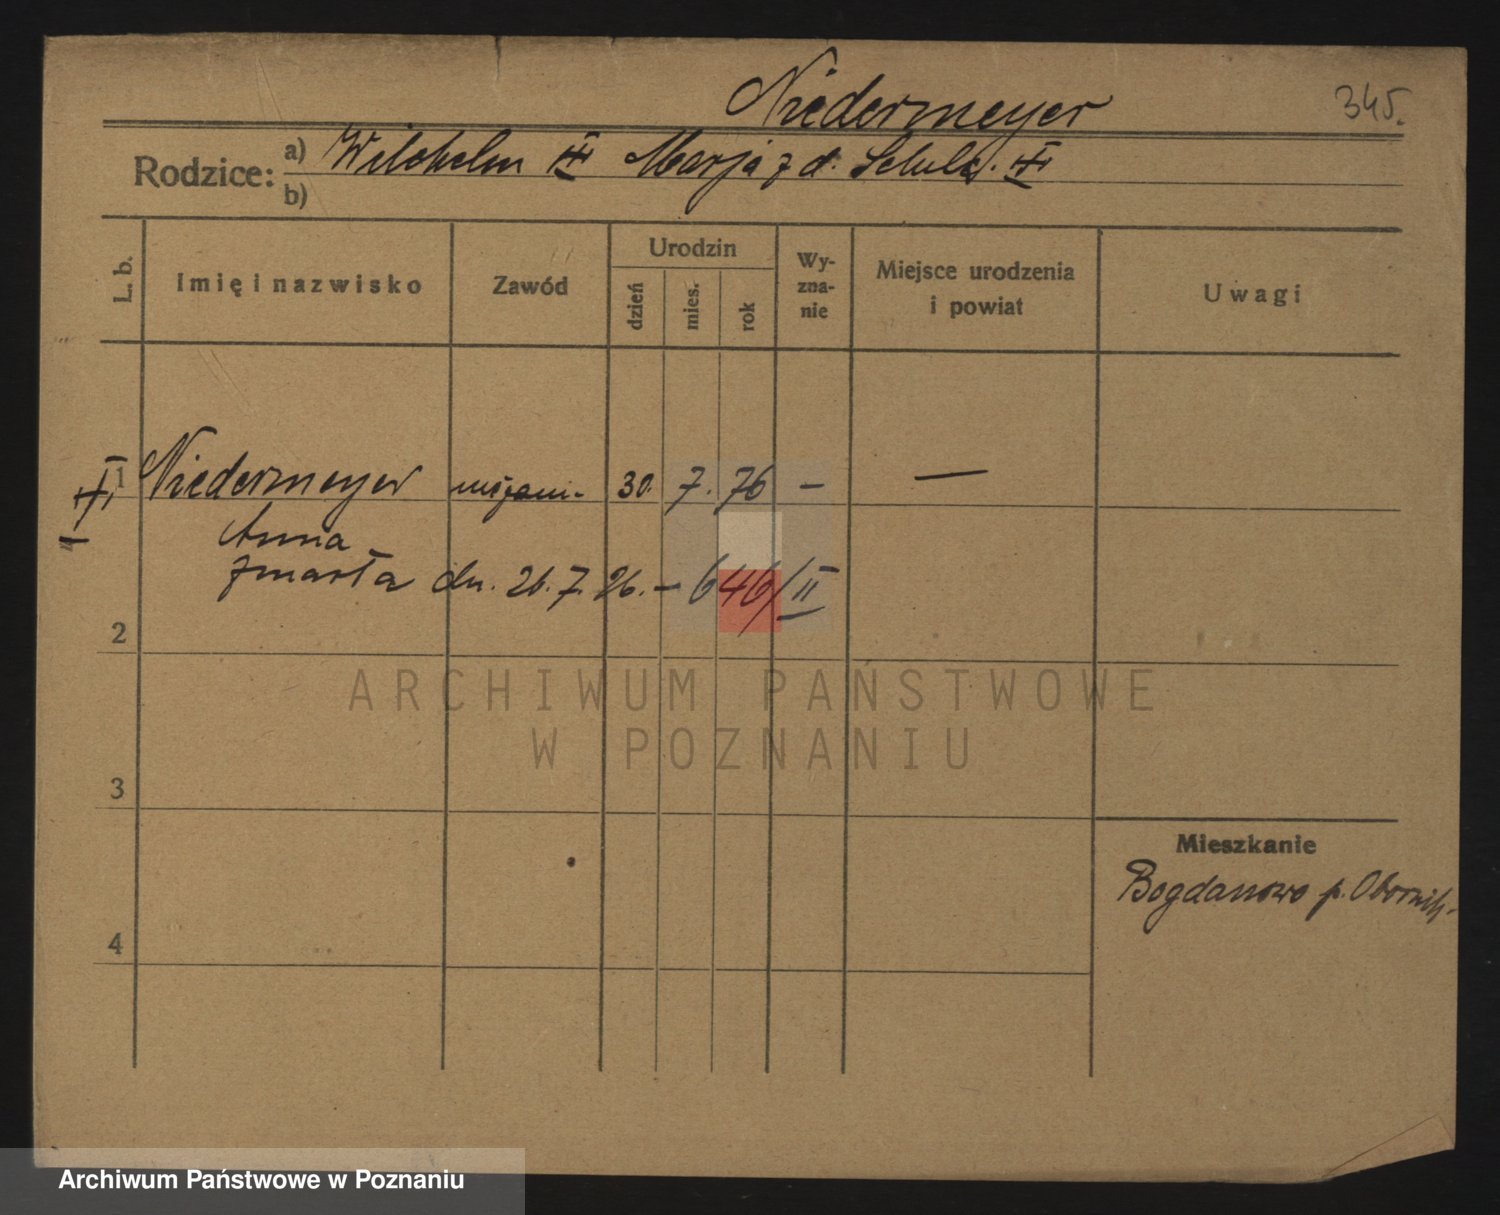 Niedermeyer
345.
Rodzice: a) Wilchelm Marja z d. Schulz.
b)
L. b.
Imię i nazwisko
Zawód
Urodzin
dzień
mies.
rok
Wy-
zna-
nie
Miejsce urodzenia
i powiat
Uwagi
1 Niedermeyer 30. 7. 76 — —
Anna
zmarła dn. 26. 7. 26. — 646/II
2
ARCHIWUM PAŃSTWOWE
W POZNANIU
3
Mieszkanie
Bogdanowo p. Obornik.
4
Archiwum Państwowe w Poznaniu